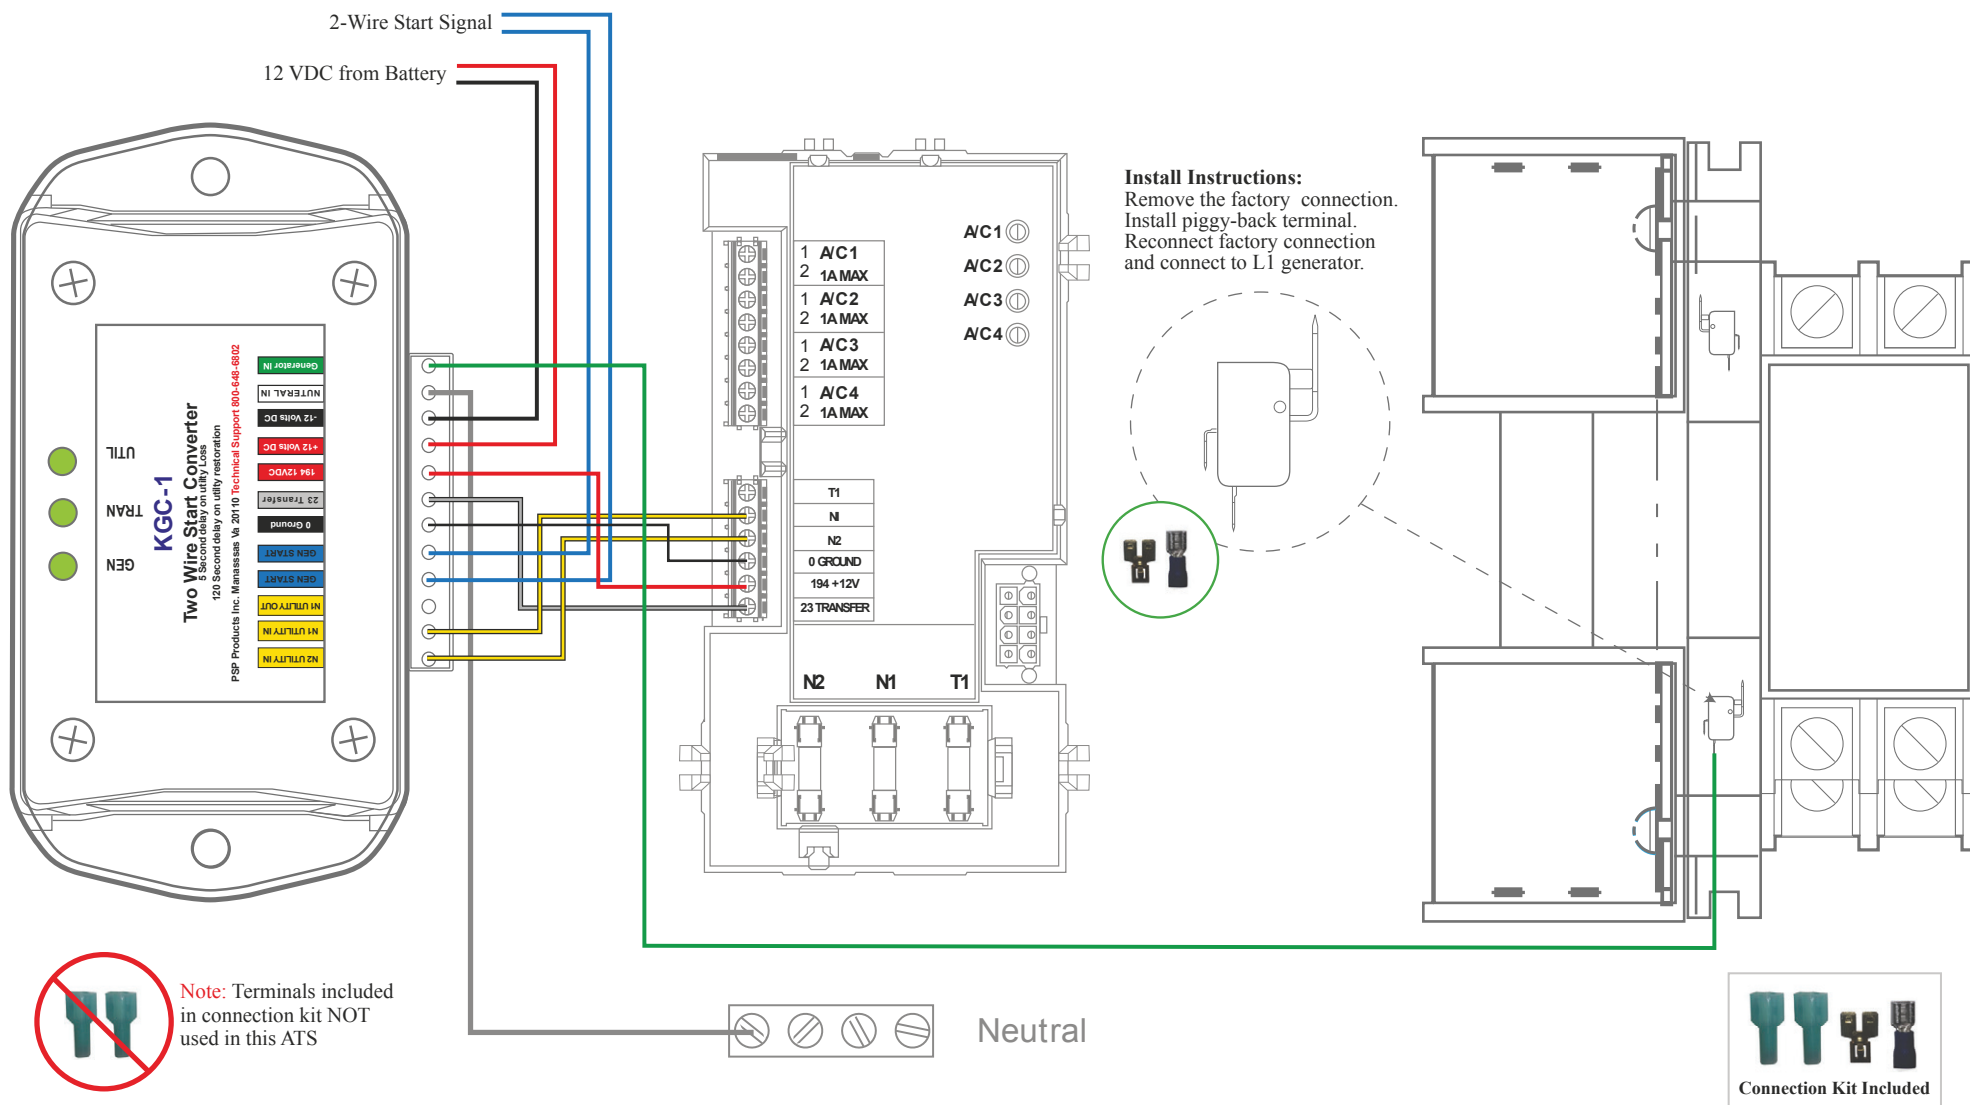 2-Wire Start Signal
12 VDC from Battery
Install Instructions:
Remove the factory connection.
Install piggy-back terminal.
Reconnect factory connection
and connect to L1 generator.
UTIL
TRAN
GEN
KGC-1
Two Wire Start Converter
5 Second delay on utility Loss
120 Second delay on utility restoration
PSP Products Inc. Manassas Va 20110 Technical Support 800-648-6802
Generator IN
NUTERAL IN
-12 Volts DC
+12 Volts DC
194 12VDC
23 Transfer
0 Ground
GEN START
GEN START
N1 UTILITY OUT
N1 UTILITY IN
N2 UTILITY IN
1 A/C1
2 1A MAX
1 A/C2
2 1A MAX
1 A/C3
2 1A MAX
1 A/C4
2 1A MAX
A/C1
A/C2
A/C3
A/C4
T1
N1
N2
0 GROUND
194 +12V
23 TRANSFER
N2 N1 T1
Note: Terminals included
in connection kit NOT
used in this ATS
Neutral
Connection Kit Included